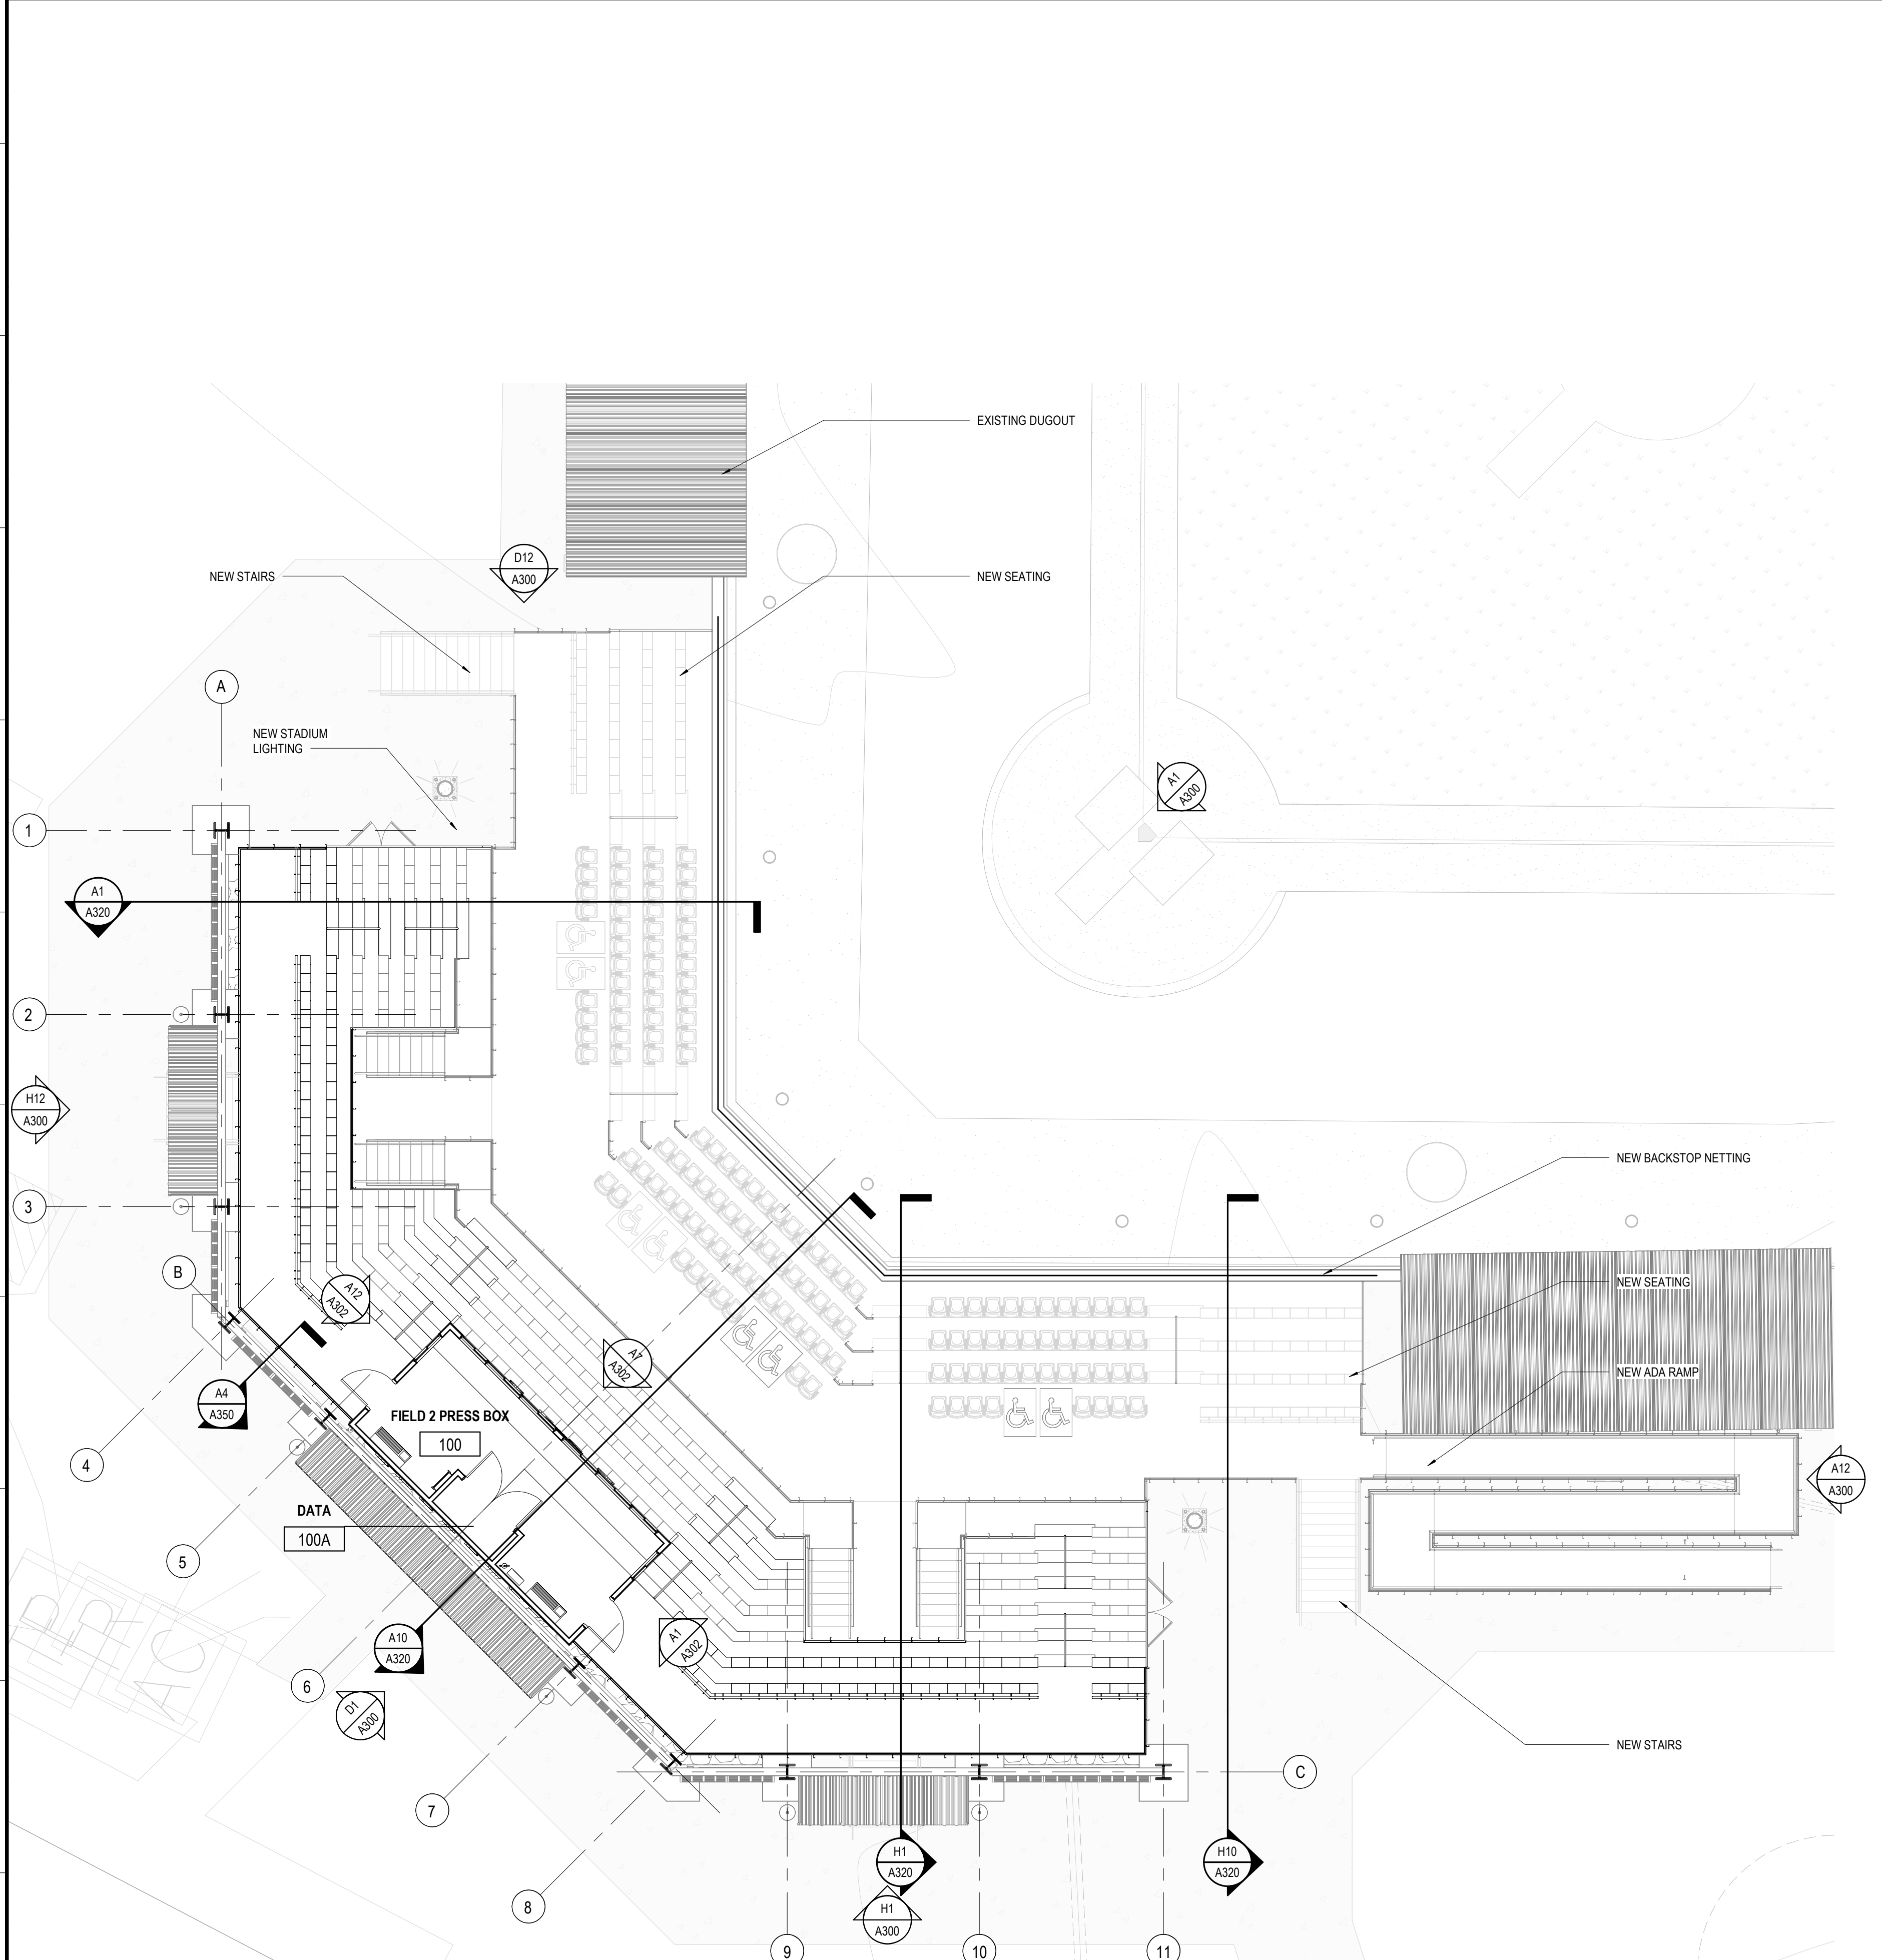 EXISTING DUGOUT
D12
A300
NEW STAIRS
NEW SEATING
A
NEW STADIUM
LIGHTING
A1
A300
1
A1
A320
2
H12
A300
NEW BACKSTOP NETTING
3
B
NEW SEATING
A12
A302
A7
A302
NEW ADA RAMP
A4
A350
FIELD 2 PRESS BOX
100
4
A12
A300
DATA
100A
5
A10
A320
A1
A302
6
D1
A300
NEW STAIRS
C
7
H1
A320
H10
A320
8
H1
A300
9
10
11